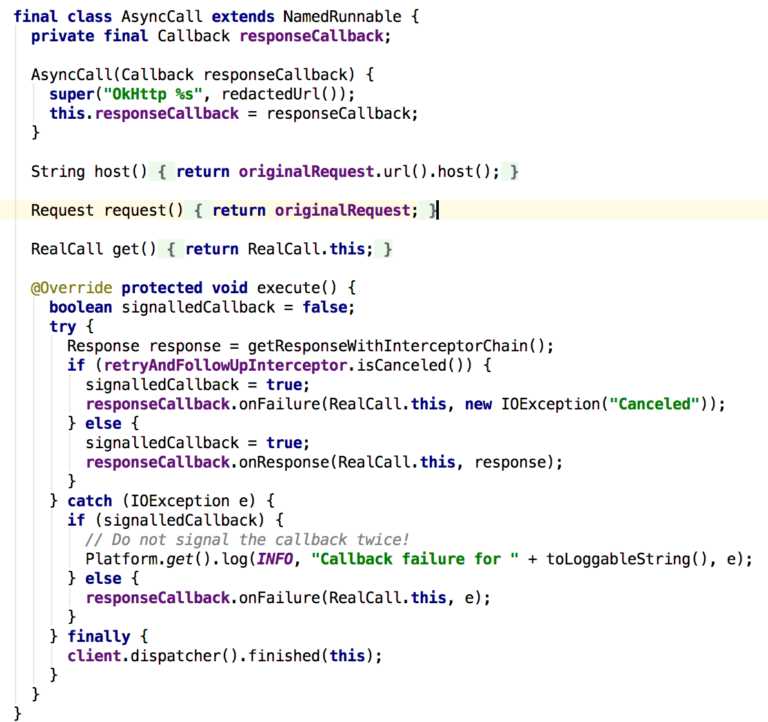 final class AsyncCall extends NamedRunnable {
  private final Callback responseCallback;

  AsyncCall(Callback responseCallback) {
    super("OkHttp %s", redactedUrl());
    this.responseCallback = responseCallback;
  }

  String host() { return originalRequest.url().host(); }

  Request request() { return originalRequest; }

  RealCall get() { return RealCall.this; }

  @Override protected void execute() {
    boolean signalledCallback = false;
    try {
      Response response = getResponseWithInterceptorChain();
      if (retryAndFollowUpInterceptor.isCanceled()) {
        signalledCallback = true;
        responseCallback.onFailure(RealCall.this, new IOException("Canceled"));
      } else {
        signalledCallback = true;
        responseCallback.onResponse(RealCall.this, response);
      }
    } catch (IOException e) {
      if (signalledCallback) {
        // Do not signal the callback twice!
        Platform.get().log(INFO, "Callback failure for " + toLoggableString(), e);
      } else {
        responseCallback.onFailure(RealCall.this, e);
      }
    } finally {
      client.dispatcher().finished(this);
    }
  }
}